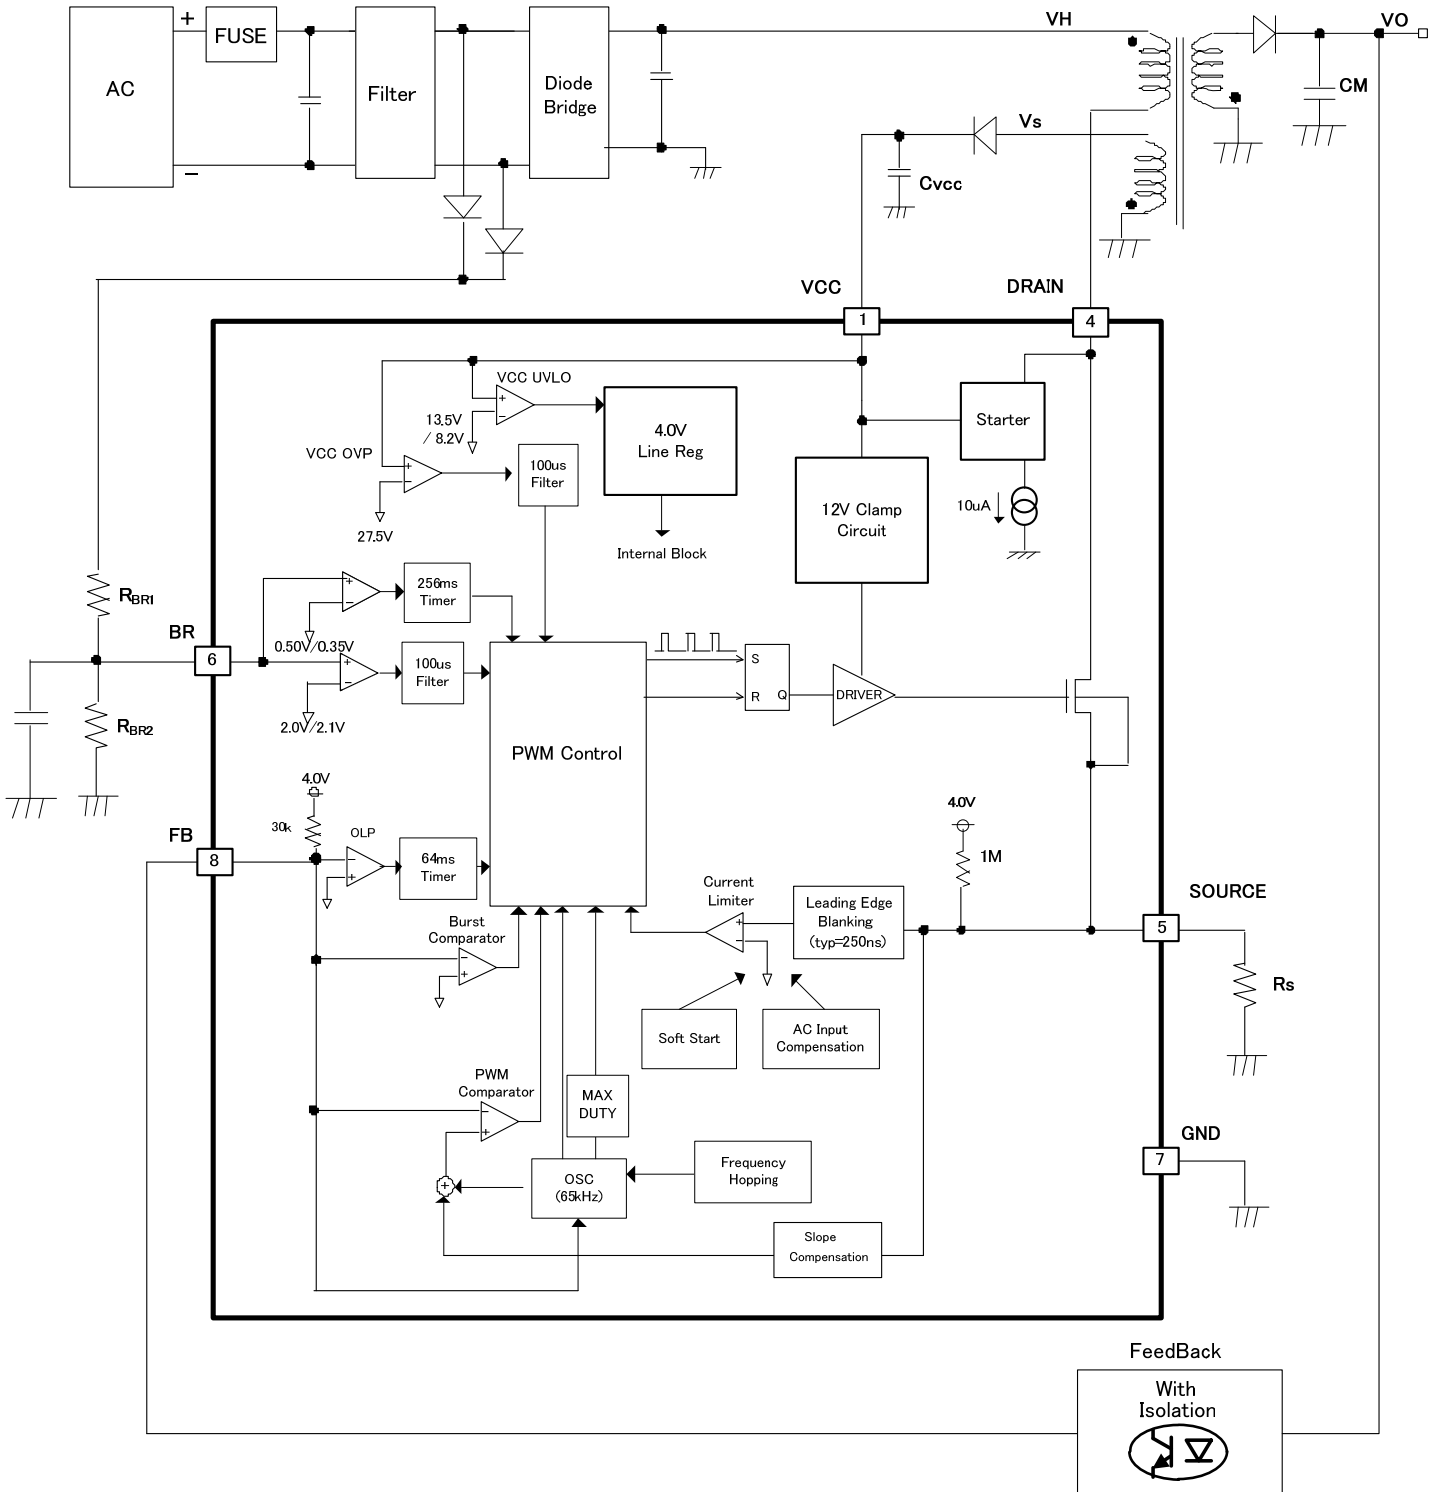 +
FUSE
AC
Filter
Diode
Bridge
−
VH
VO
CM
Vs
Cvcc
VCC
DRAIN
1
4
VCC UVLO
+
−
13.5V
/ 8.2V
4.0V
Line Reg
Starter
VCC OVP
+
−
27.5V
100us
Filter
12V Clamp
Circuit
10uA
Internal Block
RBR1
256ms
Timer
+
−
0.50V/0.35V
BR
6
+
−
100us
Filter
2.0V/2.1V
RBR2
S
R
Q
DRIVER
PWM Control
4.0V
30k
FB
8
OLP
−
+
64ms
Timer
4.0V
1M
Current
Limiter
+
−
Leading Edge
Blanking
(typ=250ns)
SOURCE
5
Rs
Burst
Comparator
−
+
Soft Start
AC Input
Compensation
PWM
Comparator
−
+
MAX
DUTY
GND
7
+
OSC
(65kHz)
Frequency
Hopping
Slope
Compensation
FeedBack
With
Isolation